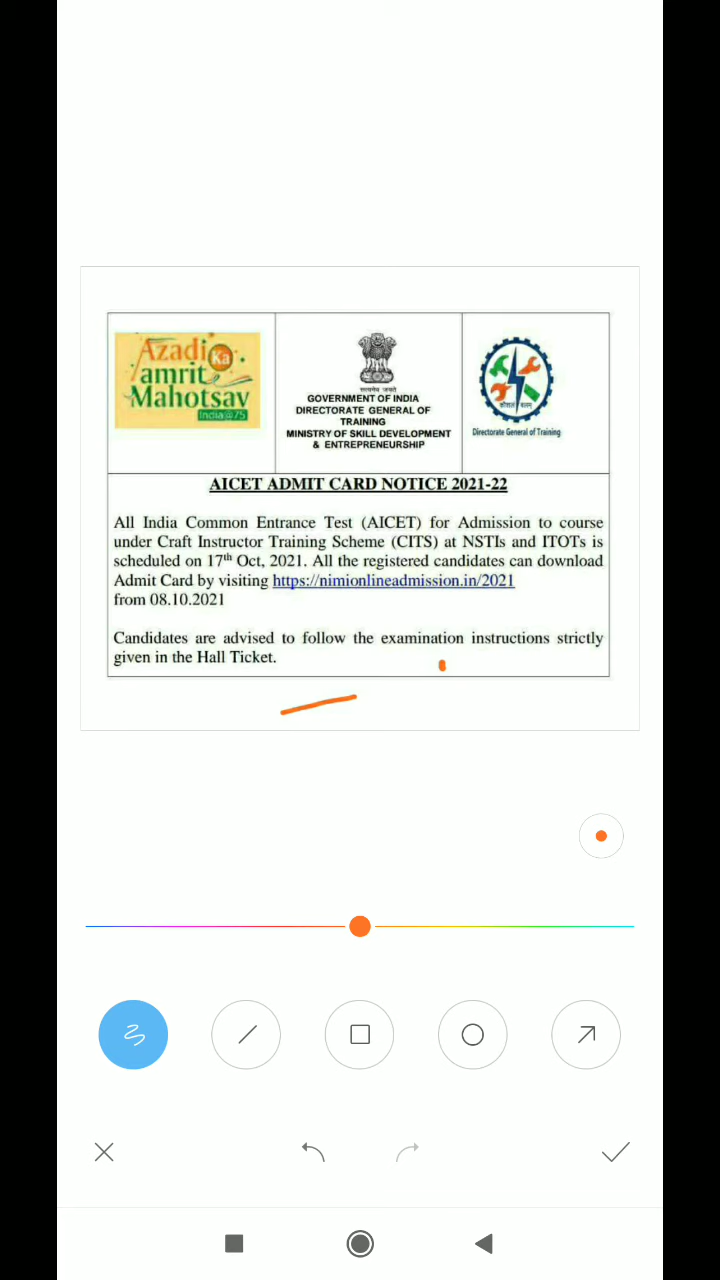 Azadi
Ka
amrit
Mahotsav
India@75
सत्यमेव जयते
GOVERNMENT OF INDIA
DIRECTORATE GENERAL OF
TRAINING
MINISTRY OF SKILL DEVELOPMENT
& ENTREPRENEURSHIP
कौशलं बलम्
Directorate General of Training
AICET ADMIT CARD NOTICE 2021-22
All India Common Entrance Test (AICET) for Admission to course
under Craft Instructor Training Scheme (CITS) at NSTIs and ITOTs is
scheduled on 17th Oct, 2021. All the registered candidates can download
Admit Card by visiting https://nimionlineadmission.in/2021
from 08.10.2021
Candidates are advised to follow the examination instructions strictly
given in the Hall Ticket.